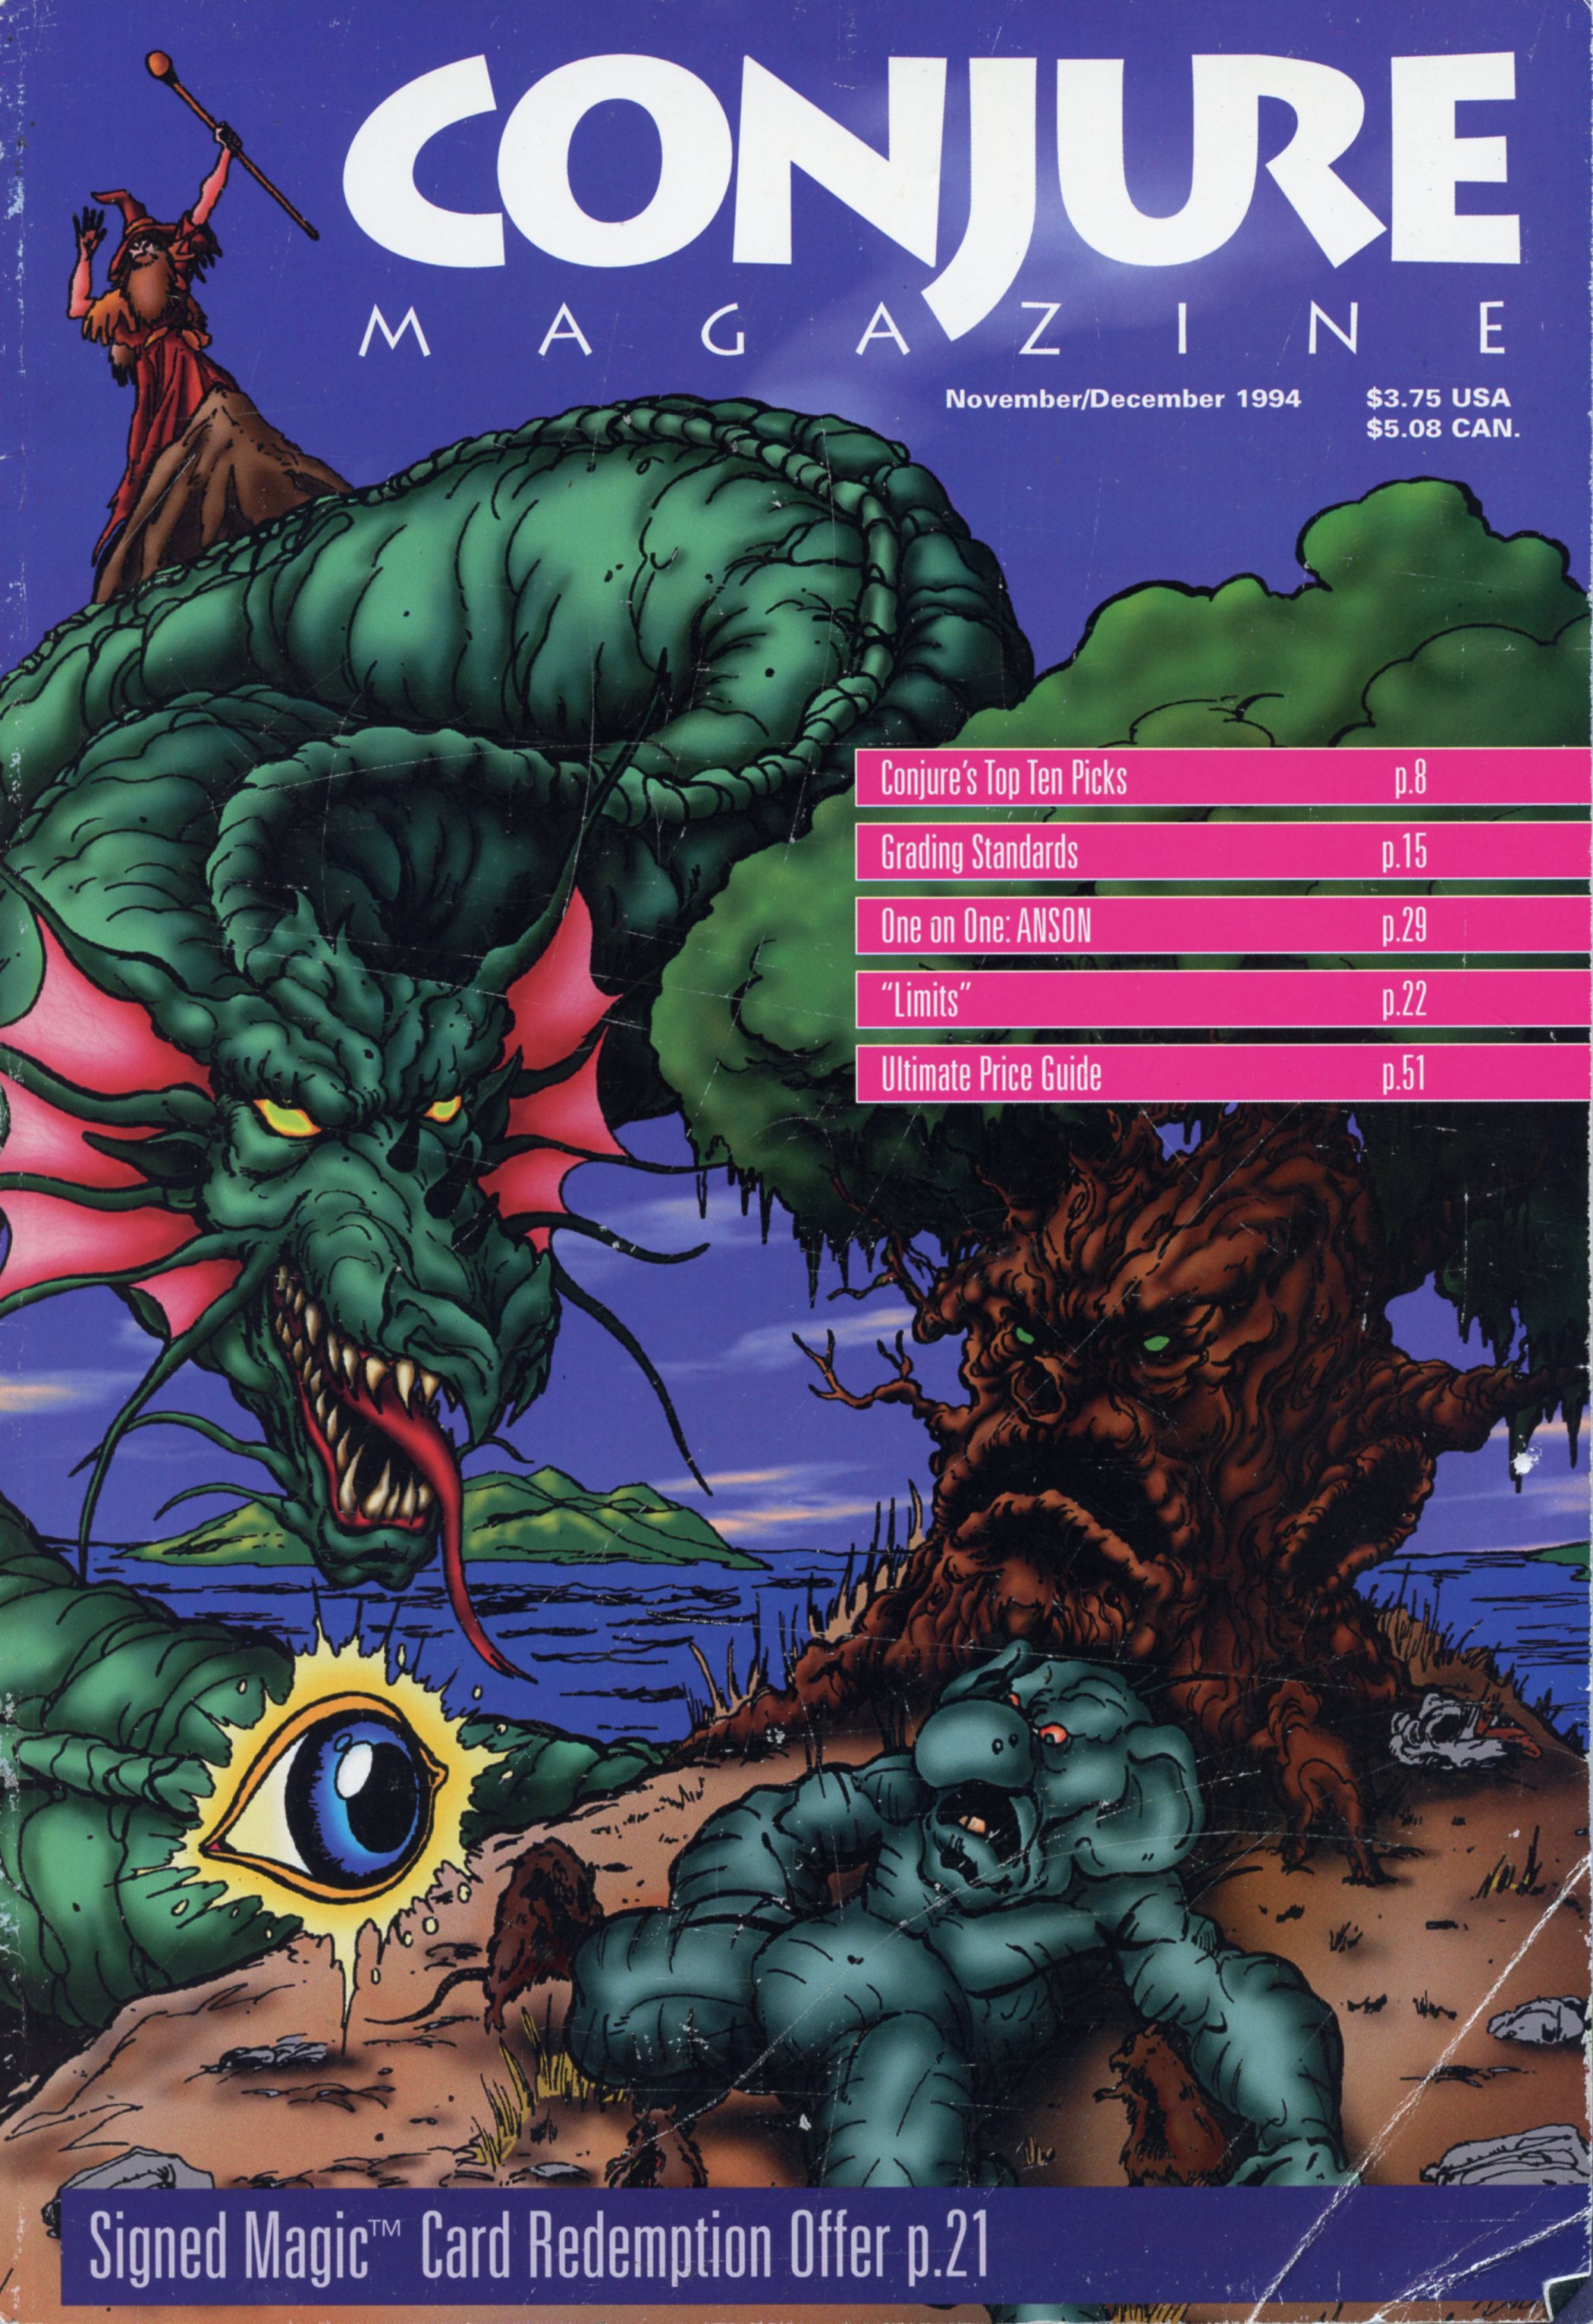 CONJURE
MAGAZINE
November/December 1994 $3.75 USA
$5.08 CAN.
Conjure's Top Ten Picks p.8
Grading Standards p.15
One on One: ANSON p.29
"Limits" p.22
Ultimate Price Guide p.51
Signed Magic™ Card Redemption Offer p.21